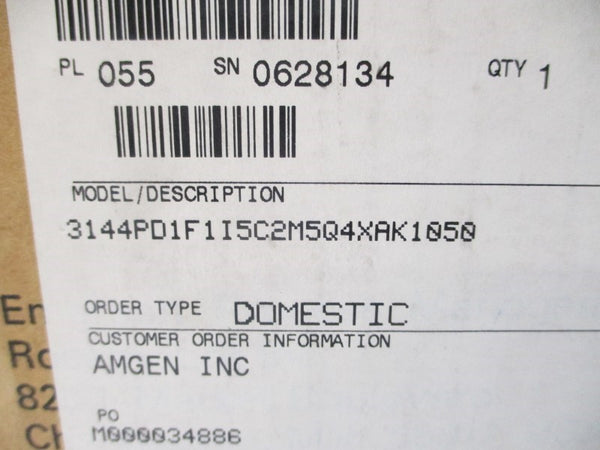 PL 055 SN 0628134 QTY 1
MODEL/DESCRIPTION
3144PD1F1I5C2M5Q4XAK1050
ORDER TYPE DOMESTIC
CUSTOMER ORDER INFORMATION
AMGEN INC
PO
M000034886
82